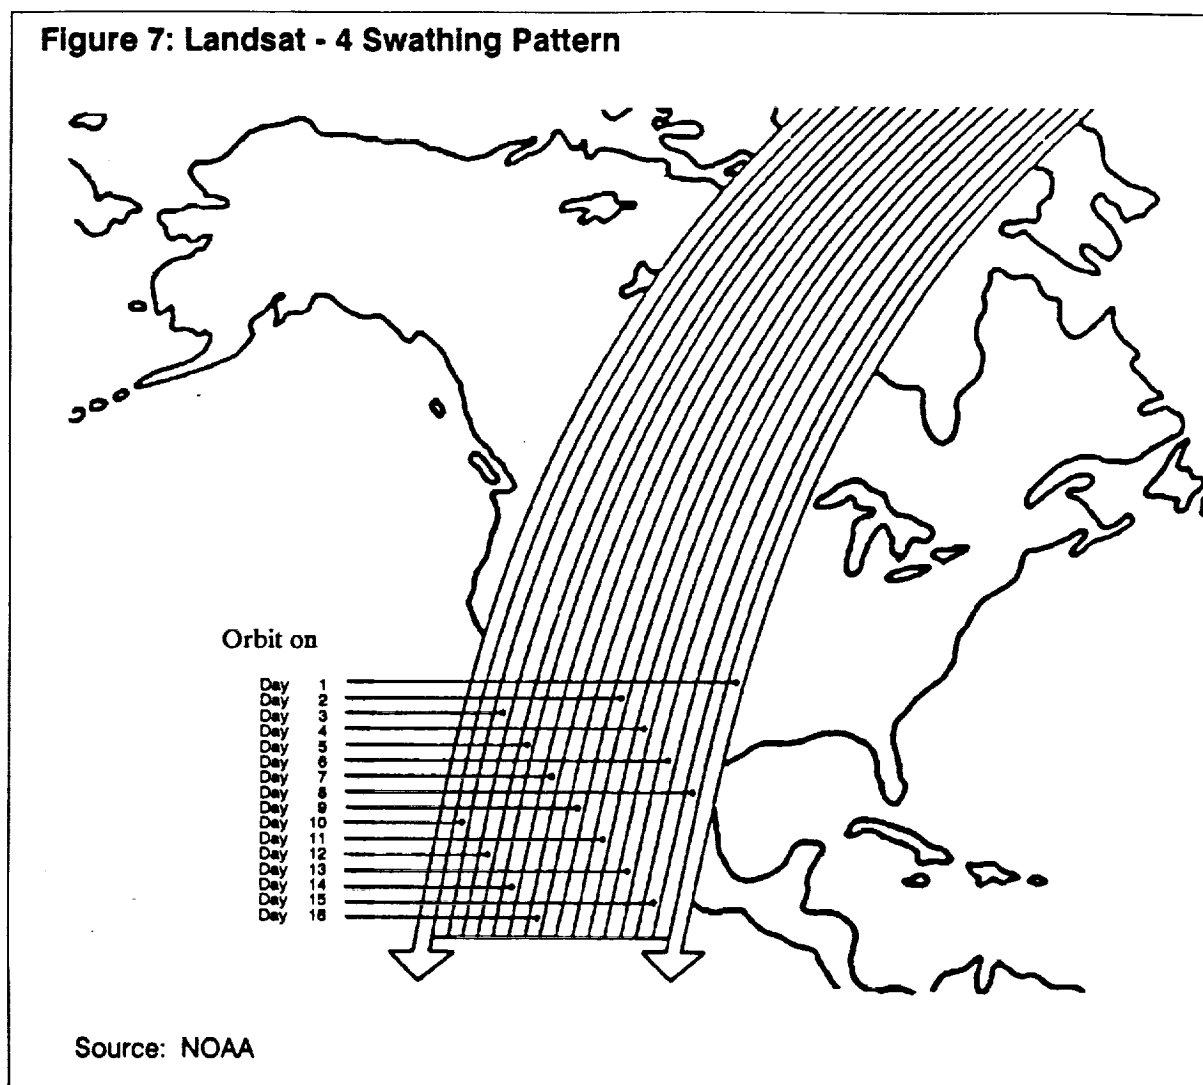 Figure 7: Landsat - 4 Swathing Pattern
Orbit on
Day 1
Day 2
Day 3
Day 4
Day 5
Day 6
Day 7
Day 8
Day 9
Day 10
Day 11
Day 12
Day 13
Day 14
Day 15
Day 16
Source: NOAA